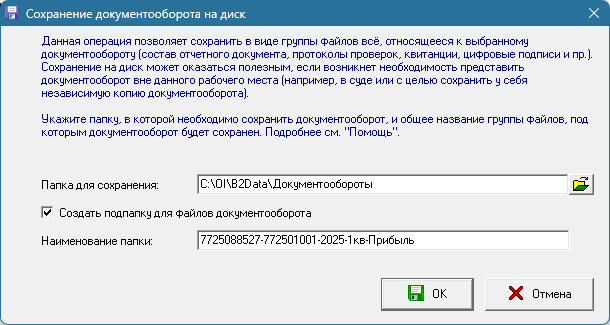 Сохранение документооборота на диск
Данная операция позволяет сохранить в виде группы файлов всё, относящееся к выбранному
документообороту (состав отчетного документа, протоколы проверок, квитанции, цифровые подписи и пр.).
Сохранение на диск может оказаться полезным, если возникнет необходимость представить
документооборот вне данного рабочего места (например, в суде или с целью сохранить у себя
независимую копию документооборота).
Укажите папку, в которой необходимо сохранить документооборот, и общее название группы файлов, под
которым документооборот будет сохранен. Подробнее см. "Помощь".
Папка для сохранения:
C:\OI\B2Data\Документообороты
Создать подпапку для файлов документооборота
Наименование папки:
7725088527-772501001-2025-1кв-Прибыль
OK
Отмена